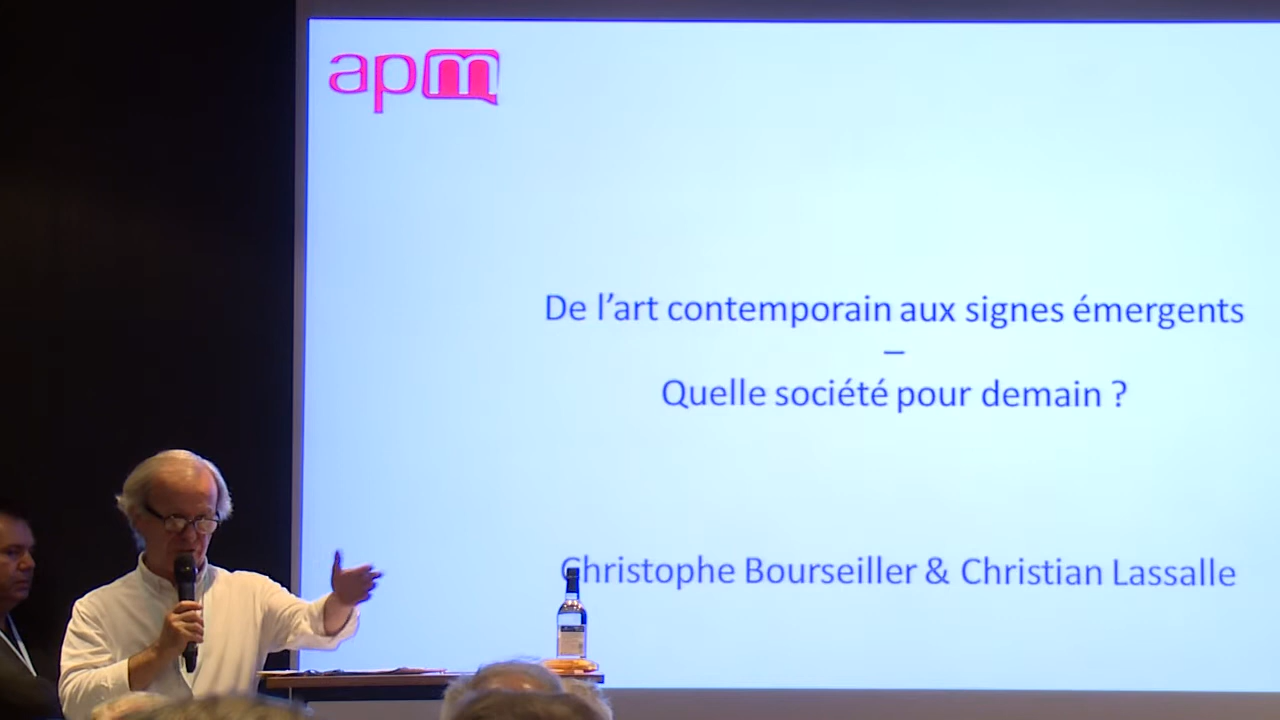 apm
De l'art contemporain aux signes émergents
–
Quelle société pour demain ?
Christophe Bourseiller & Christian Lassalle